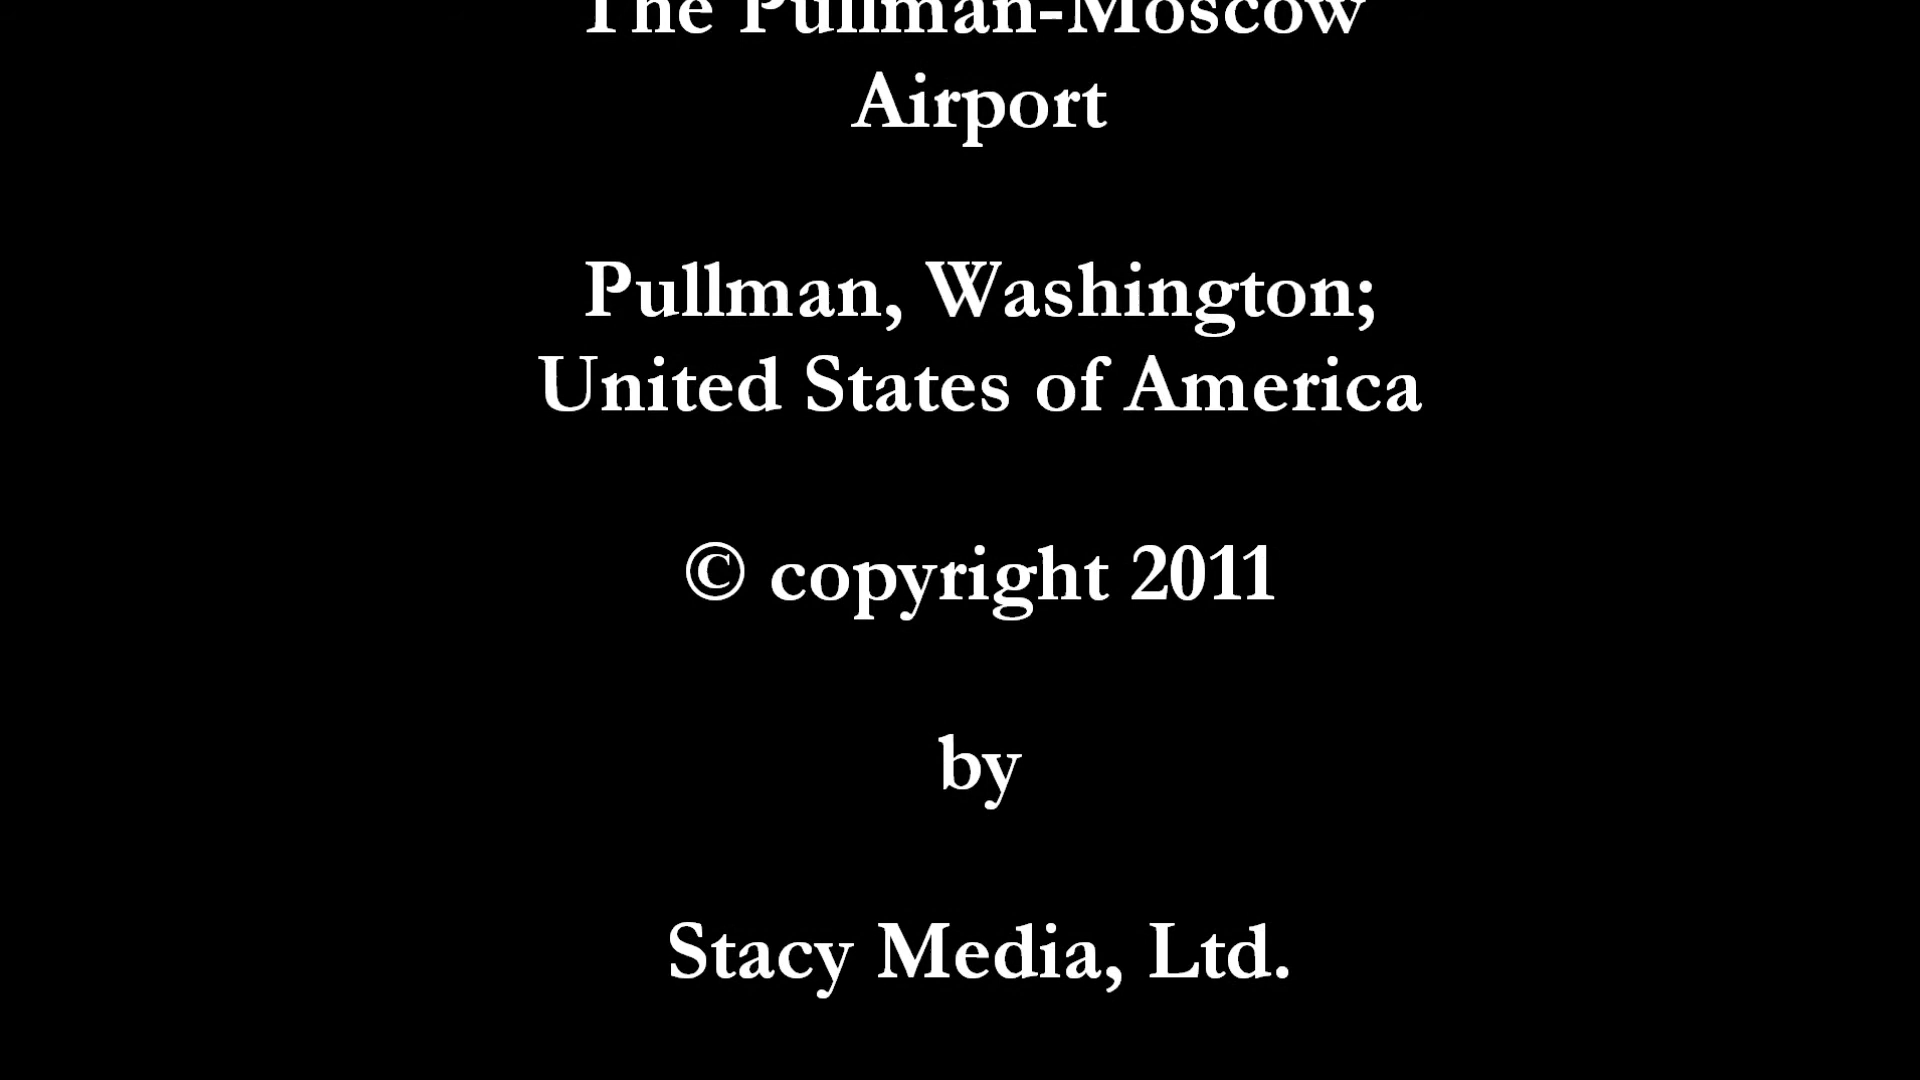 The Pullman-Moscow
Airport
Pullman, Washington;
United States of America
© copyright 2011
by
Stacy Media, Ltd.